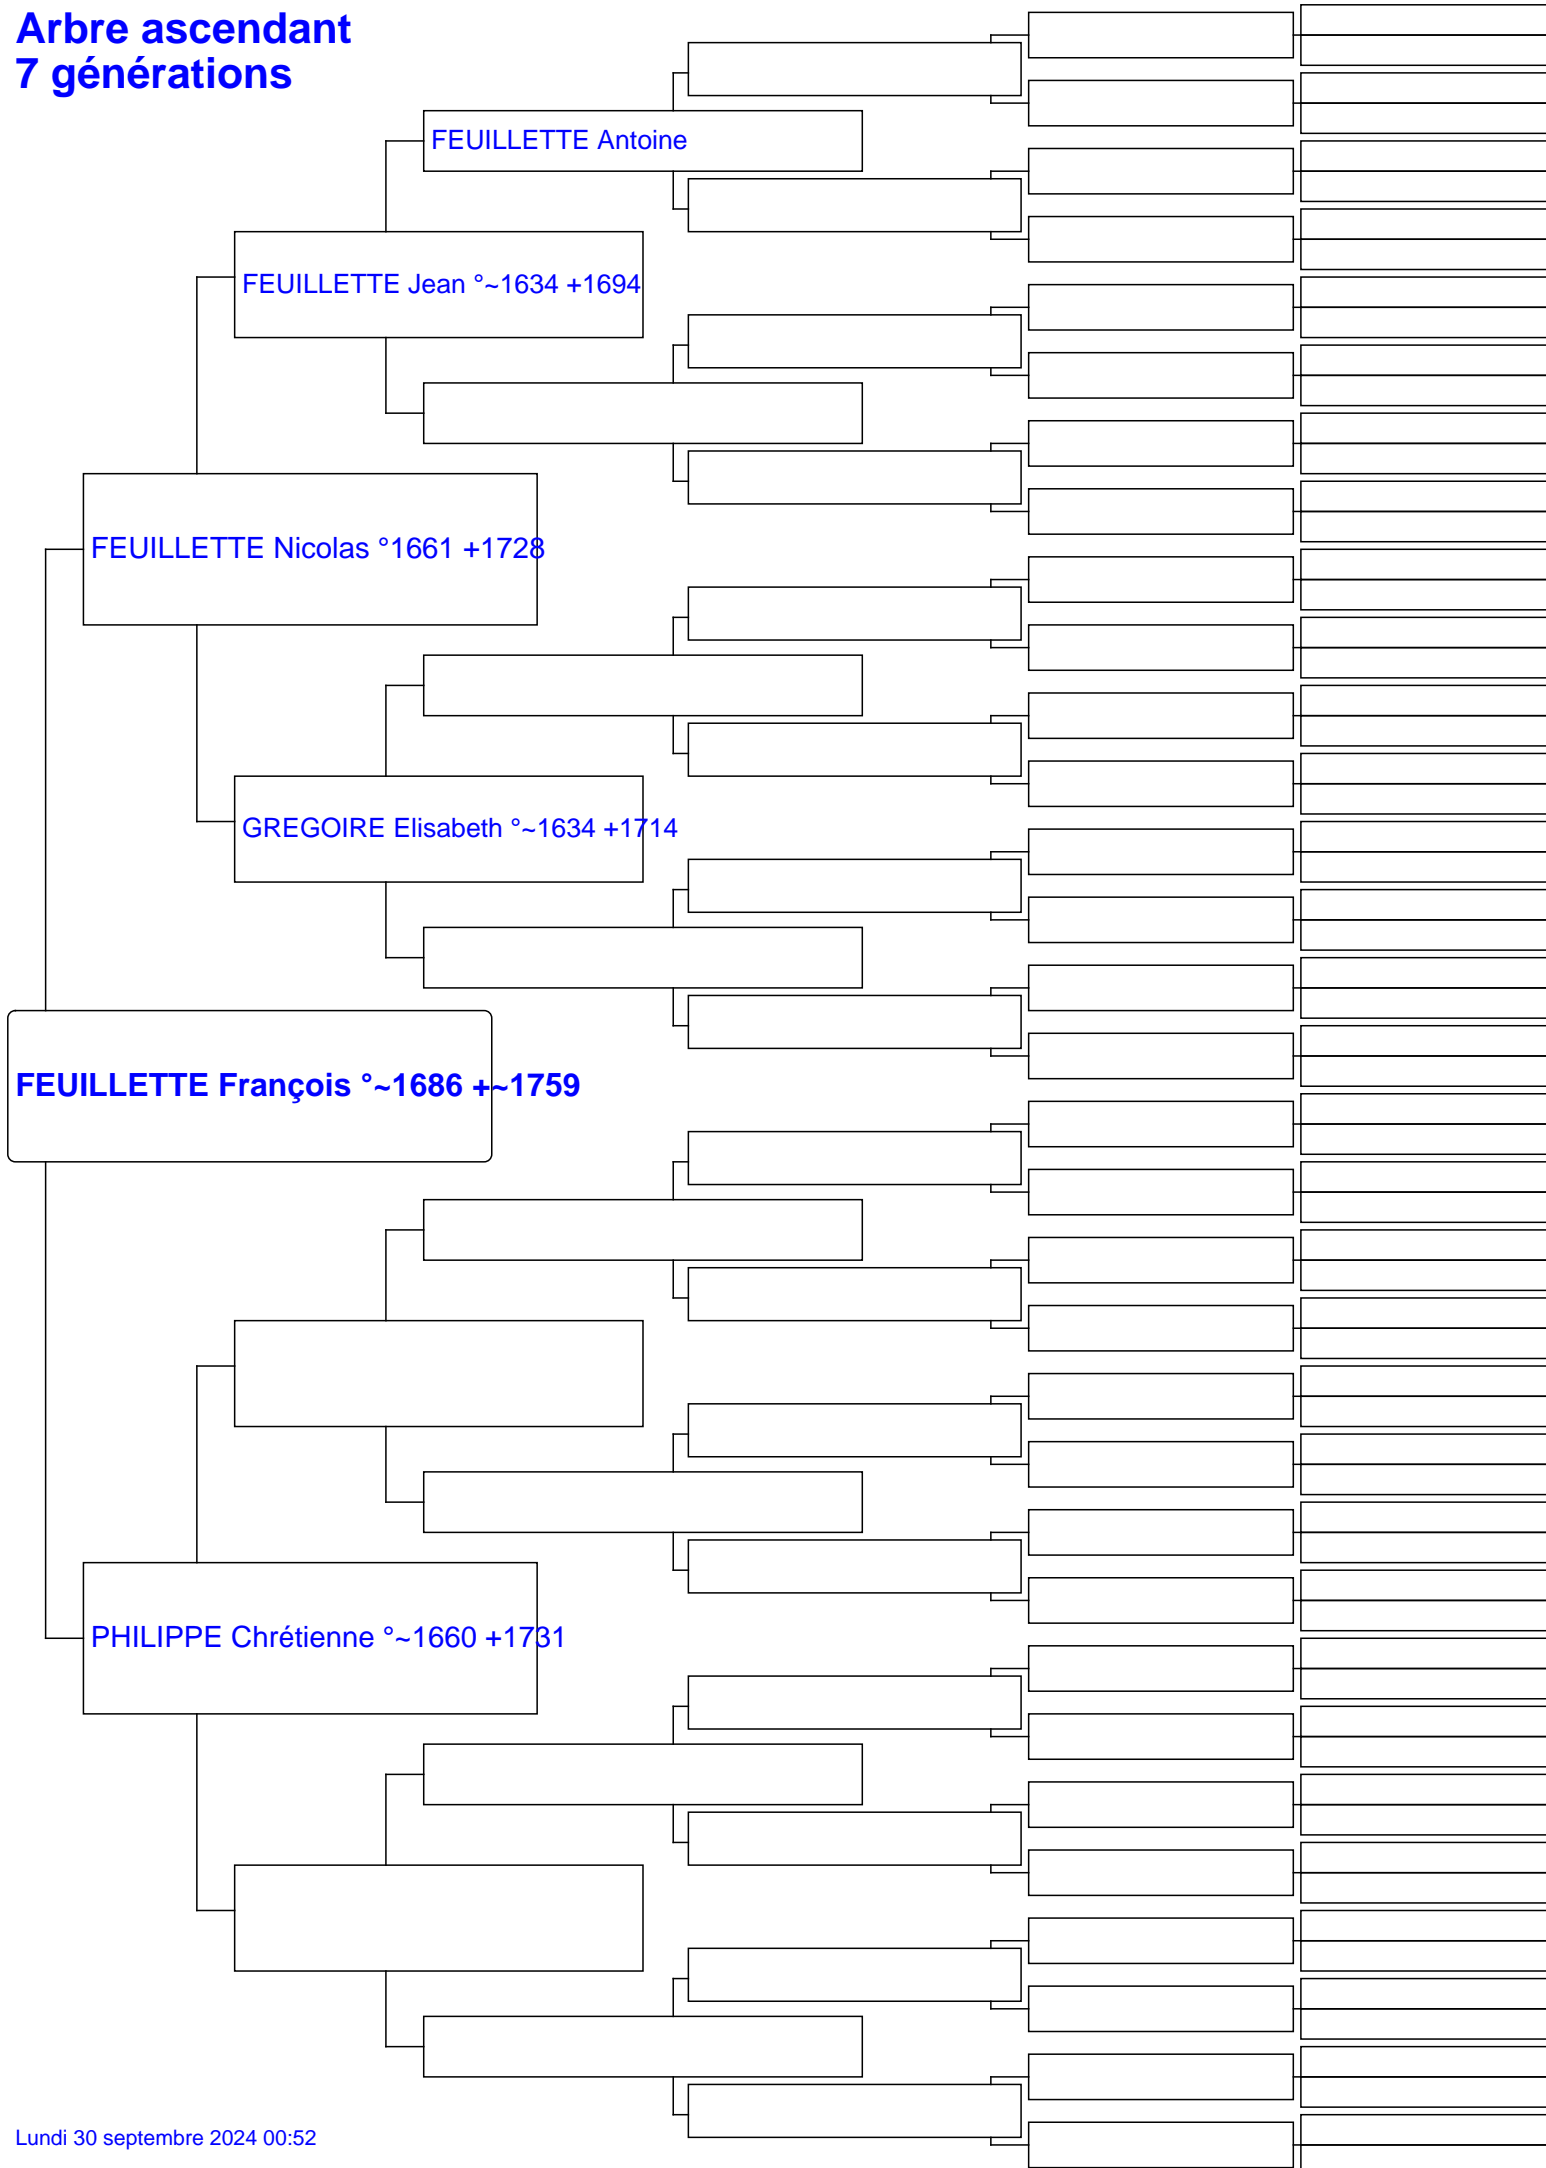 Arbre ascendant
7 générations
FEUILLETTE Antoine
FEUILLETTE Jean °~1634 +1694
FEUILLETTE Nicolas °1661 +1728
GREGOIRE Elisabeth °~1634 +1714
FEUILLETTE François °~1686 +~1759
PHILIPPE Chrétienne °~1660 +1731
Lundi 30 septembre 2024 00:52